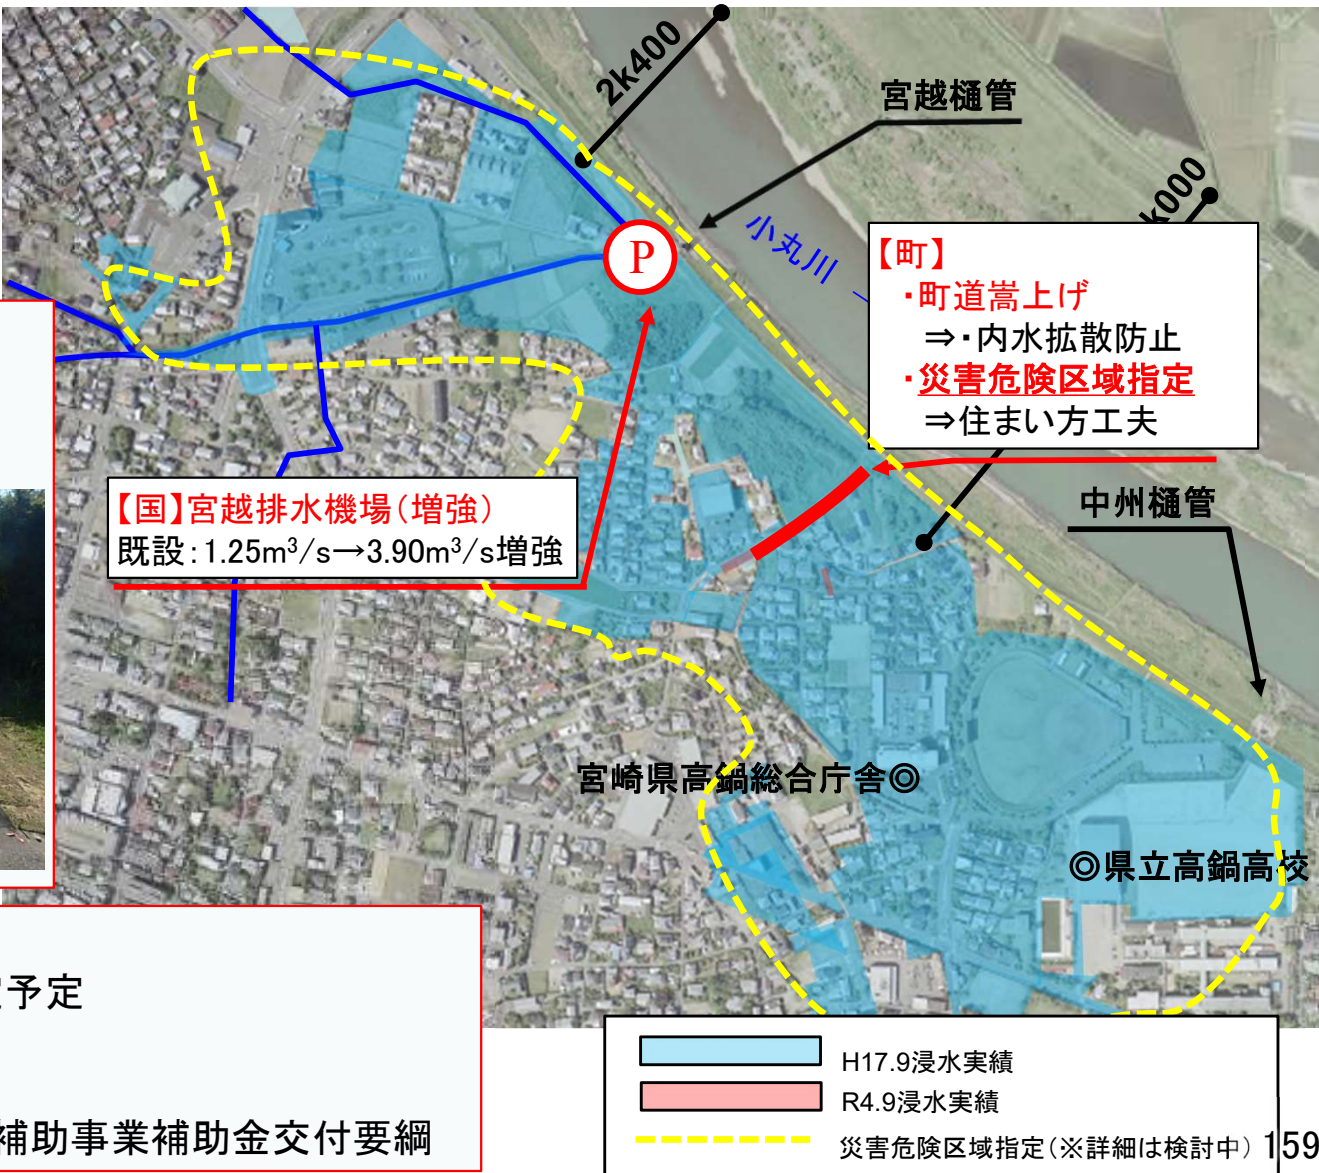 2k400
宮越樋管
k000
小丸川
【町】
・町道嵩上げ
⇒・内水拡散防止
・災害危険区域指定
⇒住まい方工夫
P
【国】宮越排水機場（増強）
既設：1.25m³/s→3.90m³/s増強
中州樋管
宮崎県高鍋総合庁舎◎
◎県立高鍋高校
予定
補助事業補助金交付要綱
H17.9浸水実績
R4.9浸水実績
災害危険区域指定（※詳細は検討中）
159